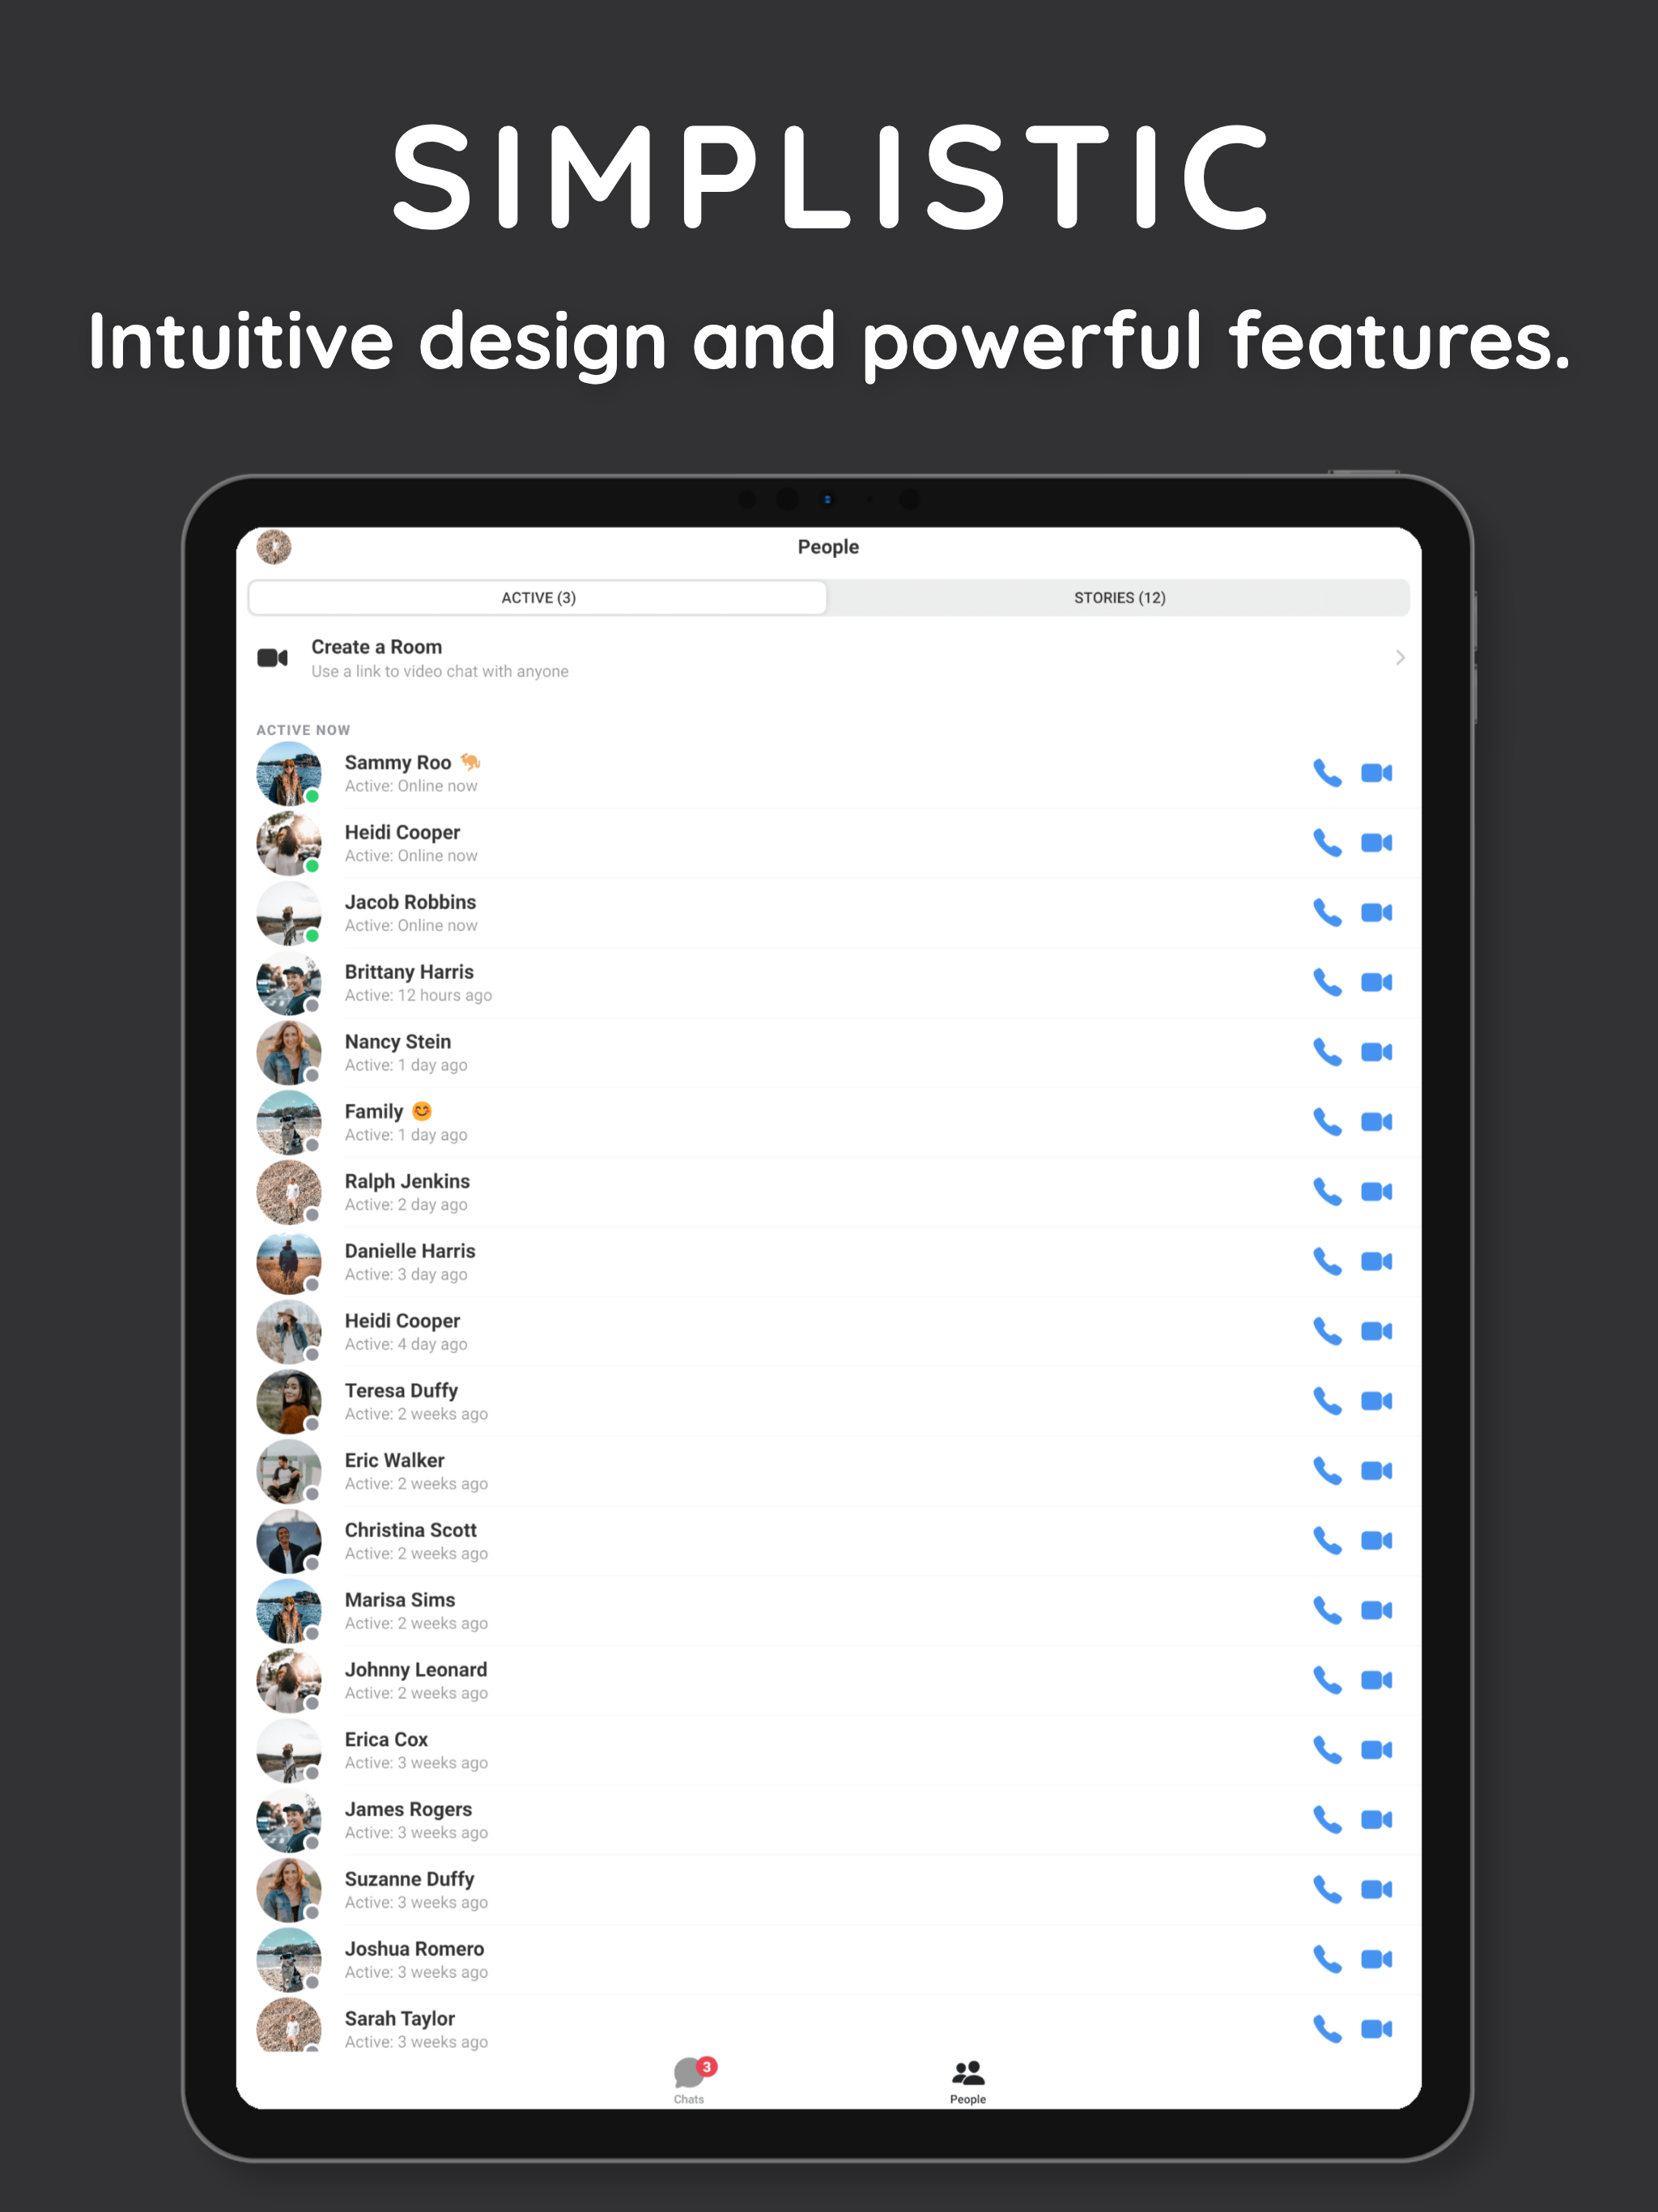 SIMPLISTIC
Intuitive design and powerful features.
People
ACTIVE (3) STORIES (12)
Create a Room
Use a link to video chat with anyone
ACTIVE NOW
Sammy Roo 🦘
Active: Online now
Heidi Cooper
Active: Online now
Jacob Robbins
Active: Online now
Brittany Harris
Active: 12 hours ago
Nancy Stein
Active: 1 day ago
Family 😊
Active: 1 day ago
Ralph Jenkins
Active: 2 day ago
Danielle Harris
Active: 3 day ago
Heidi Cooper
Active: 4 day ago
Teresa Duffy
Active: 2 weeks ago
Eric Walker
Active: 2 weeks ago
Christina Scott
Active: 2 weeks ago
Marisa Sims
Active: 2 weeks ago
Johnny Leonard
Active: 2 weeks ago
Erica Cox
Active: 3 weeks ago
James Rogers
Active: 3 weeks ago
Suzanne Duffy
Active: 3 weeks ago
Joshua Romero
Active: 3 weeks ago
Sarah Taylor
Active: 3 weeks ago
3
Chats People